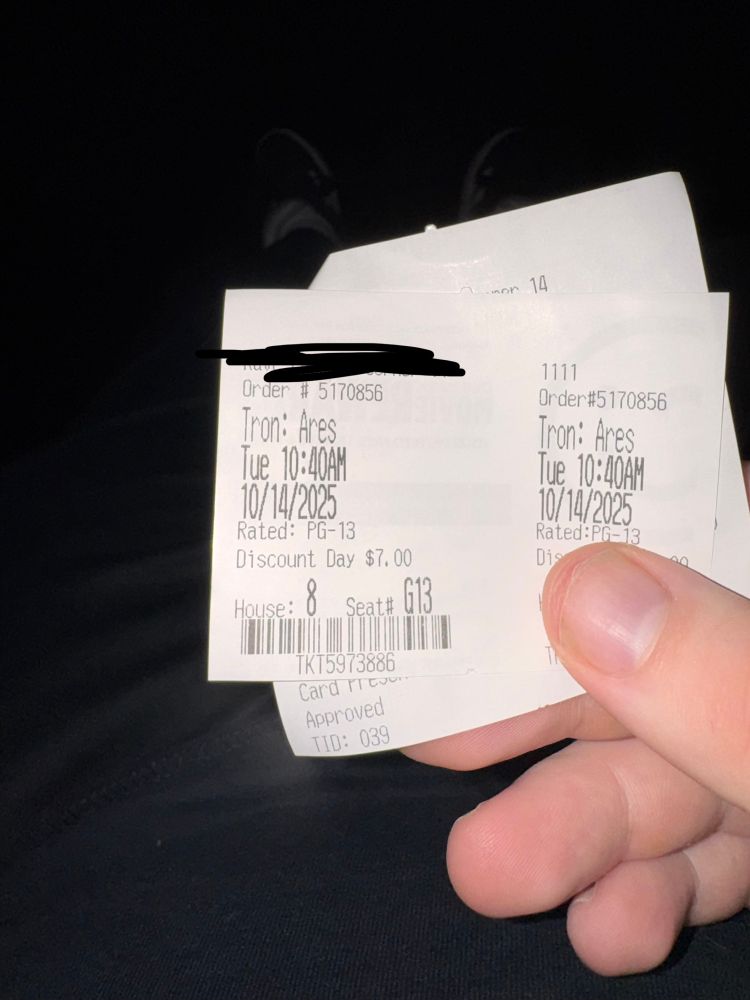 14
Order # 5170856
Tron: Ares
Tue 10:40AM
10/14/2025
Rated: PG-13
Discount Day $7.00
House: 8 Seat# G13
TKT5973886
1111
Order#5170856
Tron: Ares
Tue 10:40AM
10/14/2025
Rated:PG-13
Card
Approved
TID: 039